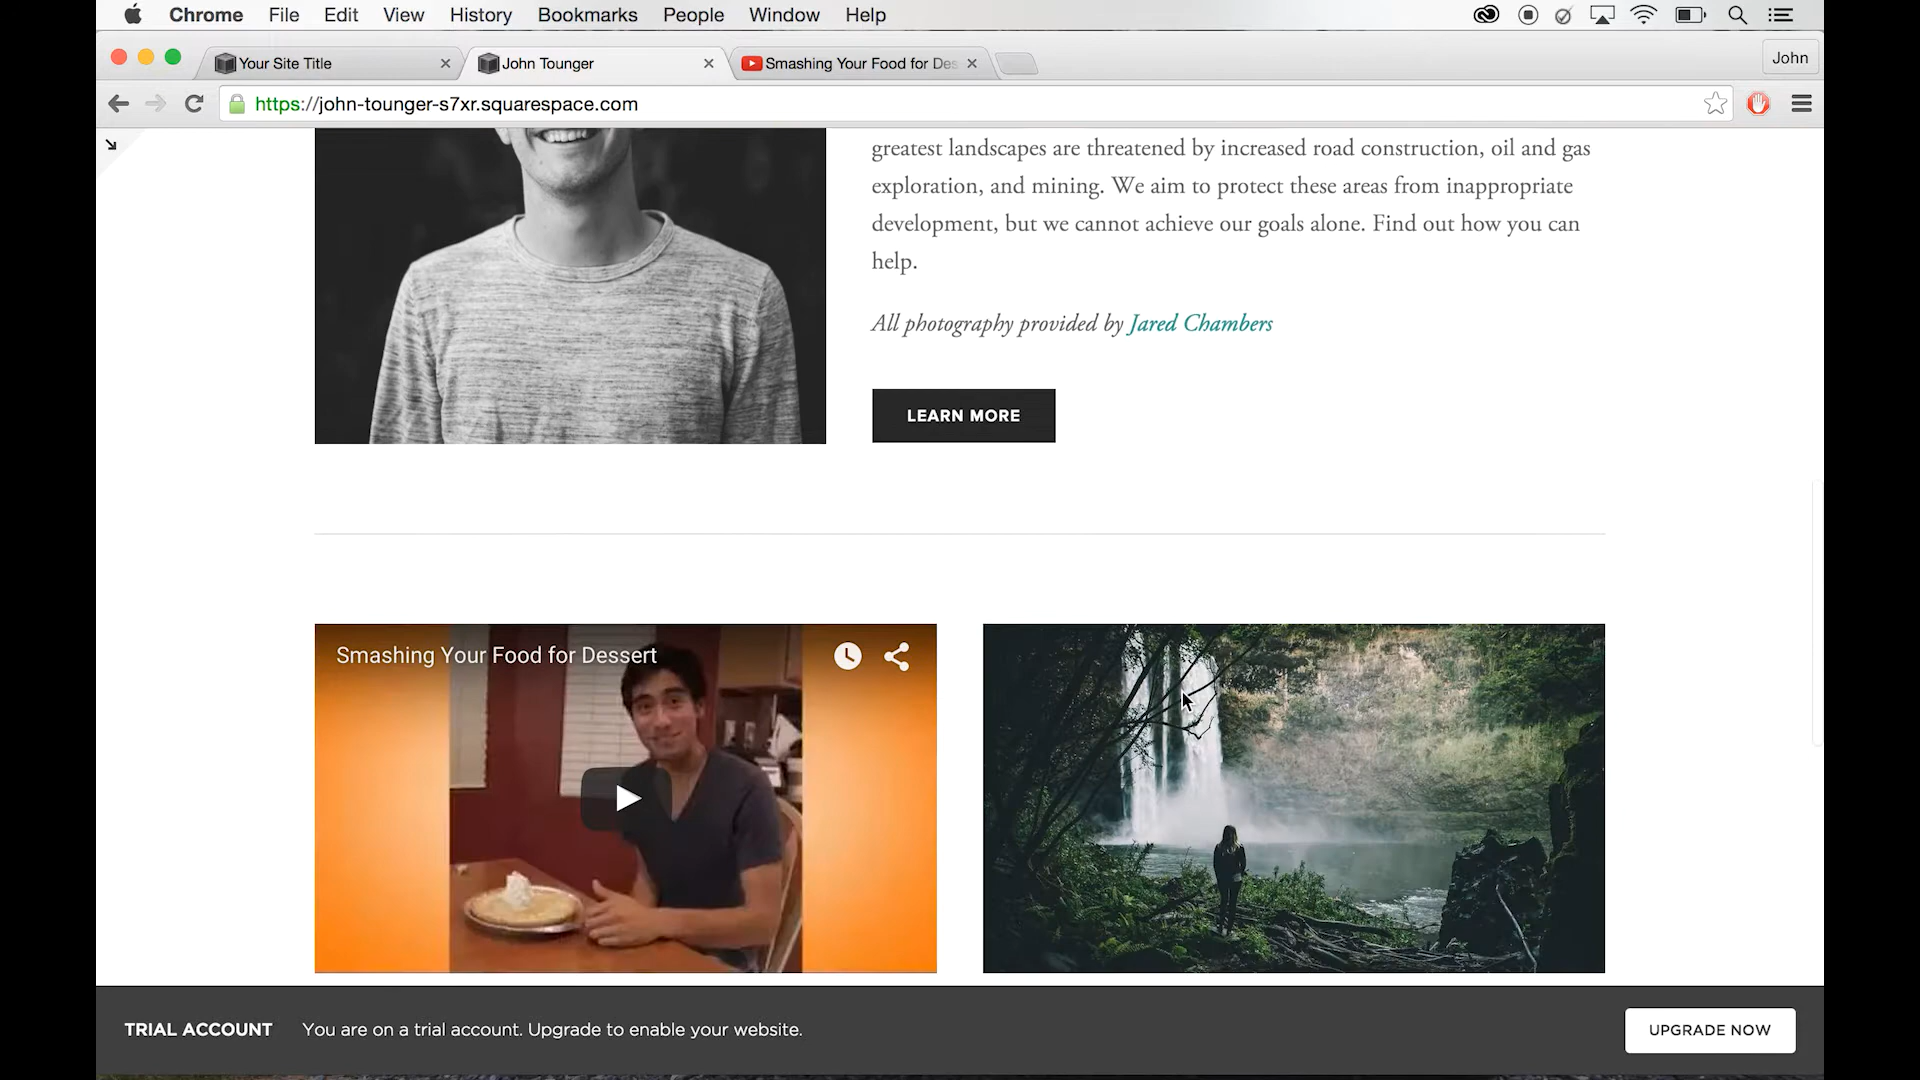 Chrome File Edit View History Bookmarks People Window Help
Your Site Title
John Tounger
Smashing Your Food for Des
John
https://john-tounger-s7xr.squarespace.com
greatest landscapes are threatened by increased road construction, oil and gas
exploration, and mining. We aim to protect these areas from inappropriate
development, but we cannot achieve our goals alone. Find out how you can
help.
All photography provided by Jared Chambers
LEARN MORE
Smashing Your Food for Dessert
TRIAL ACCOUNT You are on a trial account. Upgrade to enable your website.
UPGRADE NOW